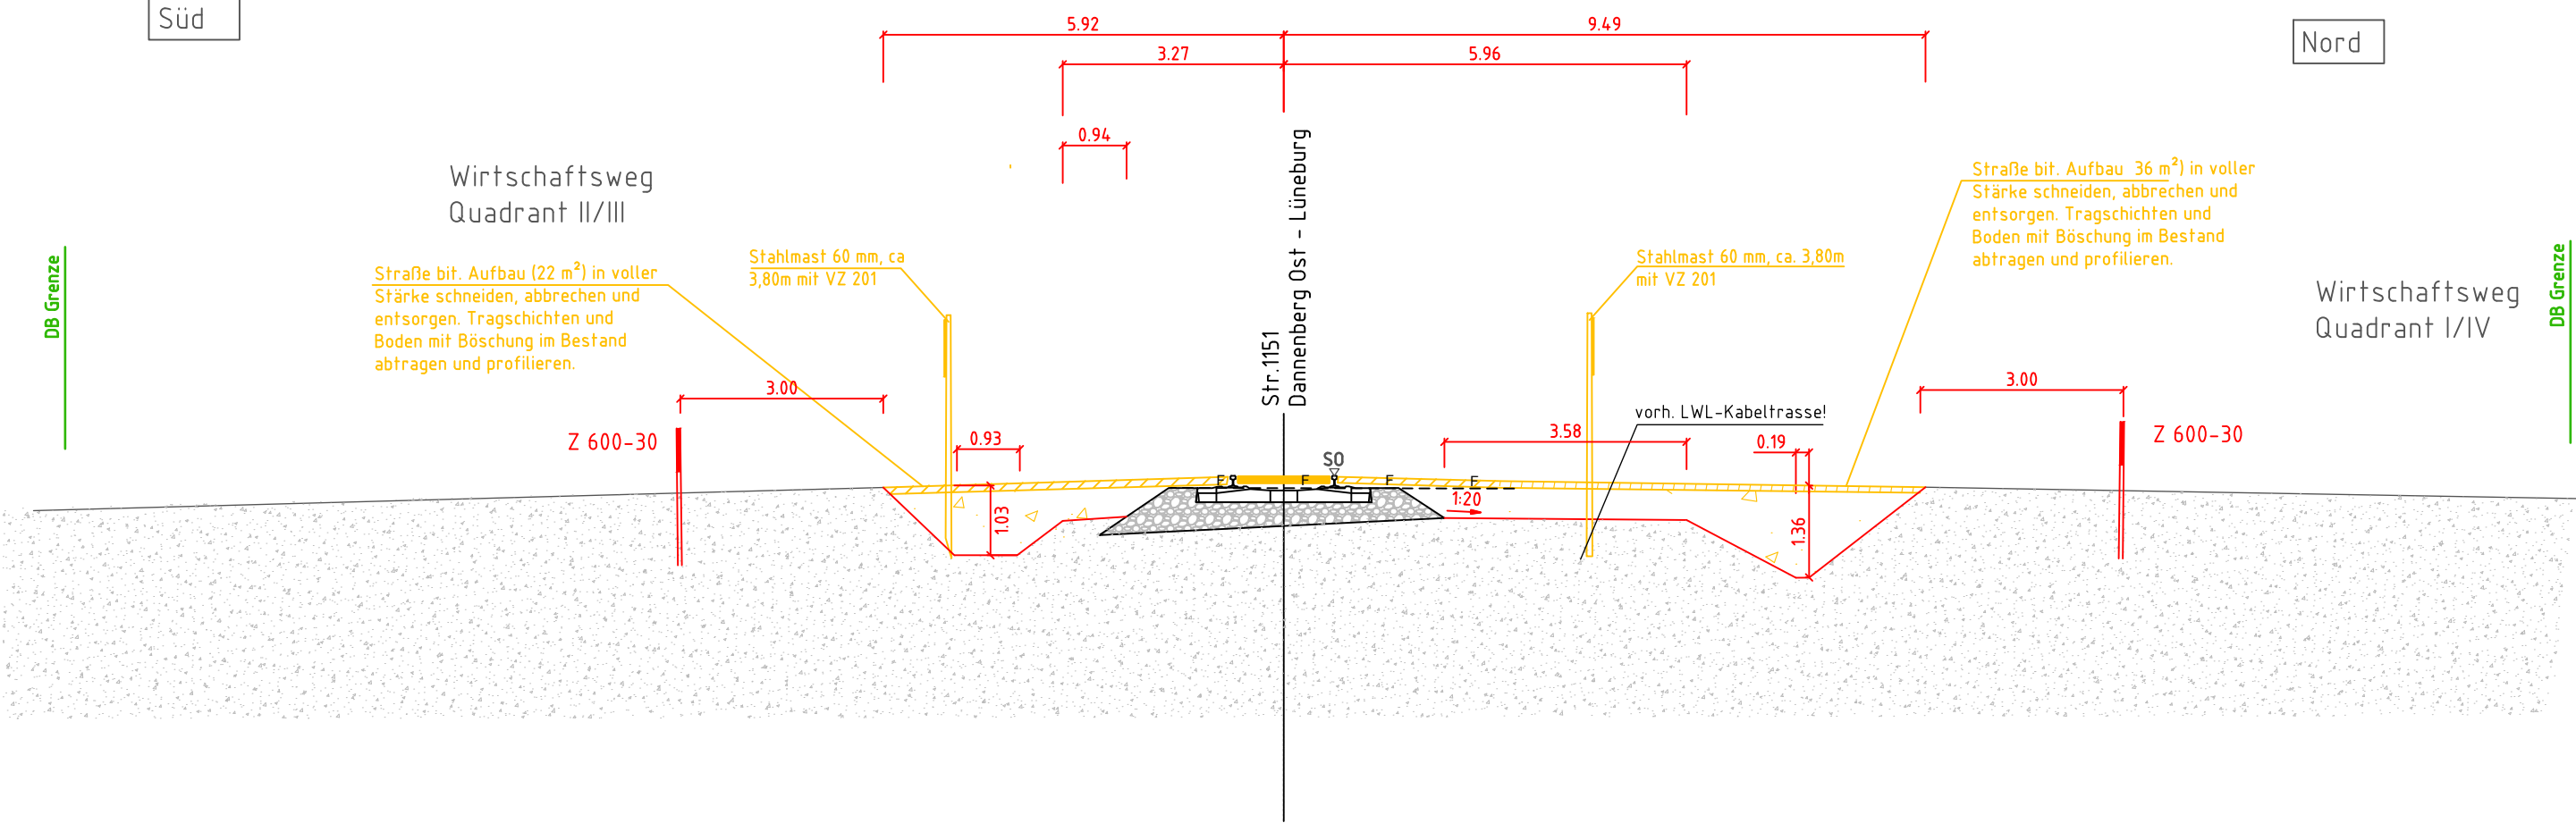 Süd
5.92
9.49
Nord
3.27
5.96
0.94
Str.1151
Dannenberg Ost - Lüneburg
Wirtschaftsweg
Quadrant II/III
Straße bit. Aufbau 36 m²) in voller
Stärke schneiden, abbrechen und
entsorgen. Tragschichten und
Boden mit Böschung im Bestand
abtragen und profilieren.
DB Grenze
Straße bit. Aufbau (22 m²) in voller
Stärke schneiden, abbrechen und
entsorgen. Tragschichten und
Boden mit Böschung im Bestand
abtragen und profilieren.
Stahlmast 60 mm, ca
3,80m mit VZ 201
Stahlmast 60 mm, ca. 3,80m
mit VZ 201
Wirtschaftsweg
Quadrant I/IV
DB Grenze
3.00
3.00
vorh. LWL-Kabeltrasse!
Z 600-30
0.93
3.58
0.19
Z 600-30
SO
F
F
F
F
1:20
1.03
1.36